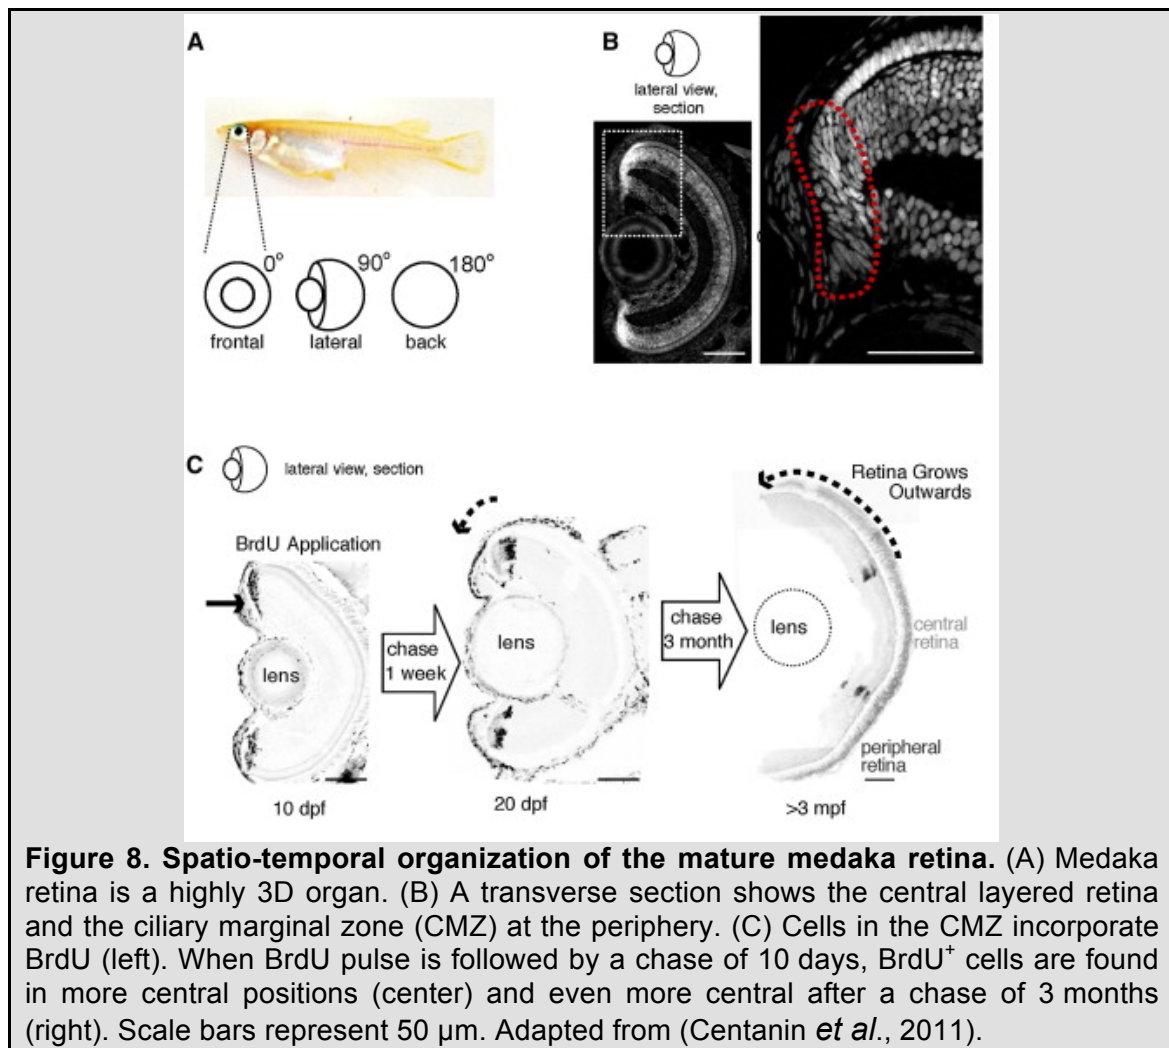 A
0°
90°
180°
frontal
lateral
back
B
lateral view,
section
C
lateral view, section
BrdU Application
lens
10 dpf
chase
1 week
lens
20 dpf
chase
3 month
Retina Grows
Outwards
lens
central
retina
peripheral
retina
>3 mpf
Figure 8. Spatio-temporal organization of the mature medaka retina. (A) Medaka
retina is a highly 3D organ. (B) A transverse section shows the central layered retina
and the ciliary marginal zone (CMZ) at the periphery. (C) Cells in the CMZ incorporate
BrdU (left). When BrdU pulse is followed by a chase of 10 days, BrdU⁺ cells are found
in more central positions (center) and even more central after a chase of 3 months
(right). Scale bars represent 50 µm. Adapted from (Centanin et al., 2011).